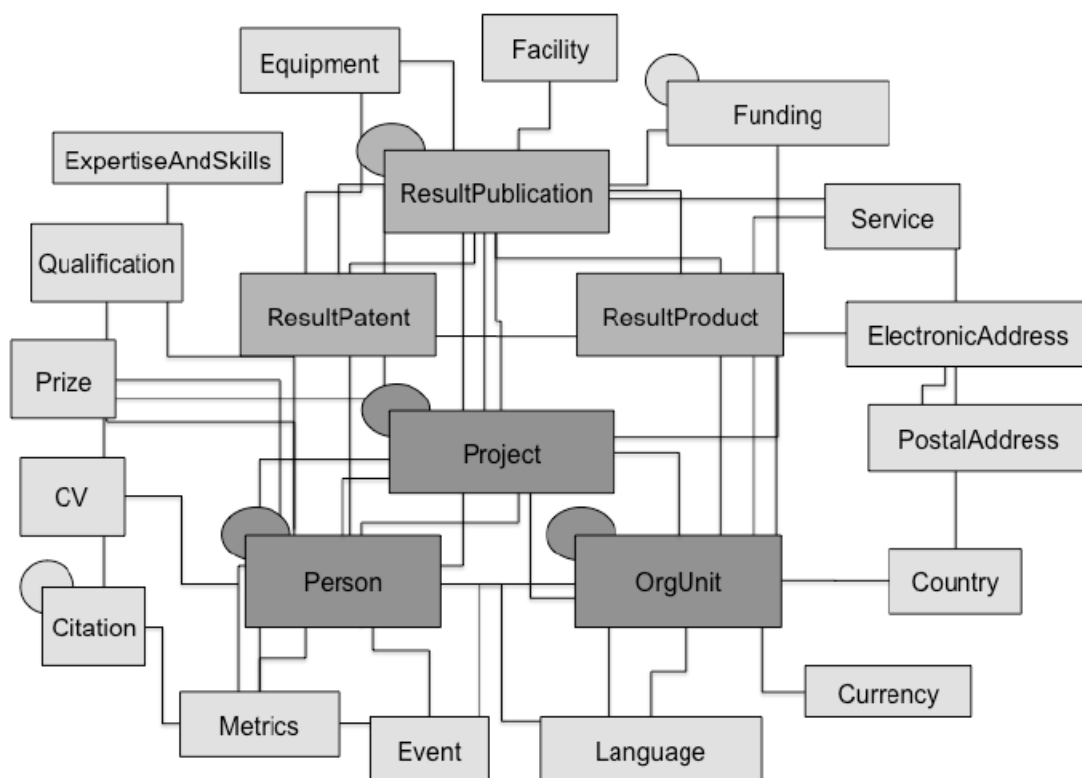 Facility
Equipment
Funding
ExpertiseAndSkills
ResultPublication
Service
Qualification
ResultPatent
ResultProduct
ElectronicAddress
Prize
PostalAddress
Project
CV
Person
OrgUnit
Country
Citation
Currency
Metrics
Event
Language